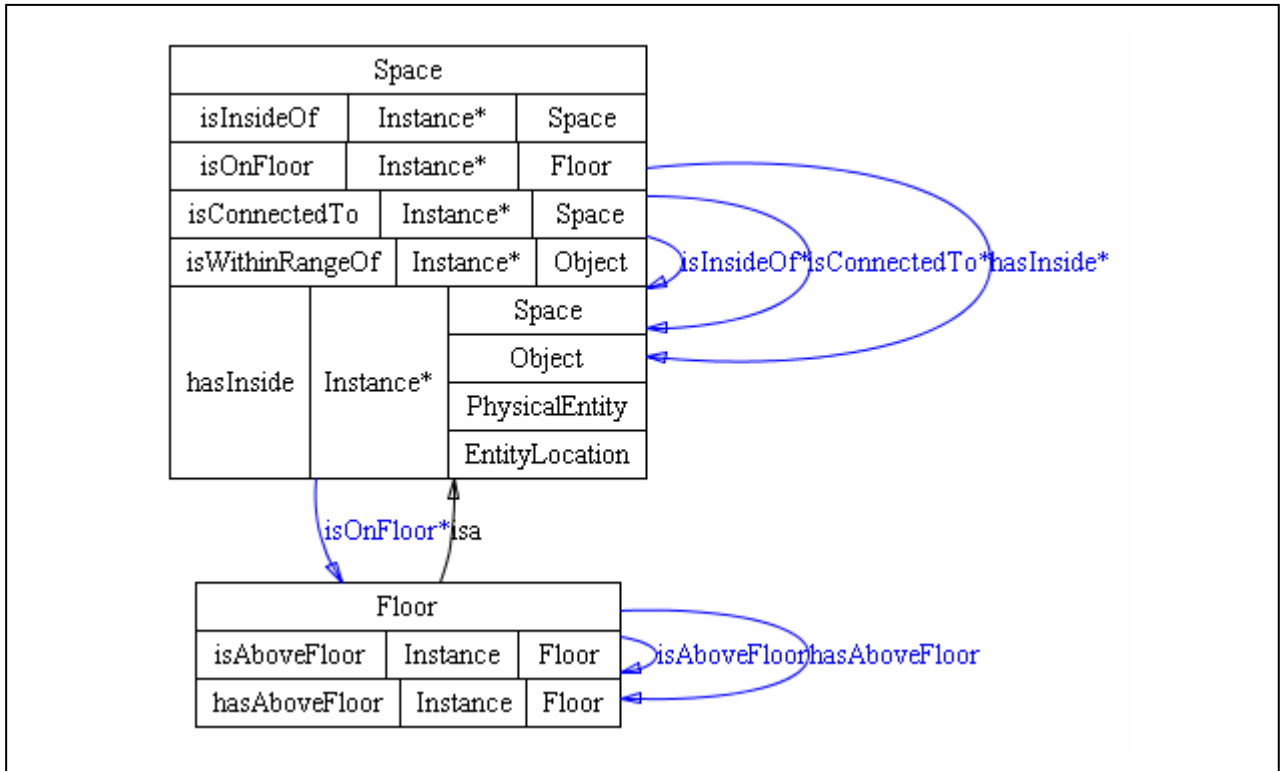 Space
isInsideOf Instance* Space
isOnFloor Instance* Floor
isConnectedTo Instance* Space
isWithinRangeOf Instance* Object
isInsideOf* isConnectedTo* hasInside*
hasInside Instance* Space
Object
PhysicalEntity
EntityLocation
isOnFloor* isa
Floor
isAboveFloor Instance Floor
isAboveFloor hasAboveFloor
hasAboveFloor Instance Floor